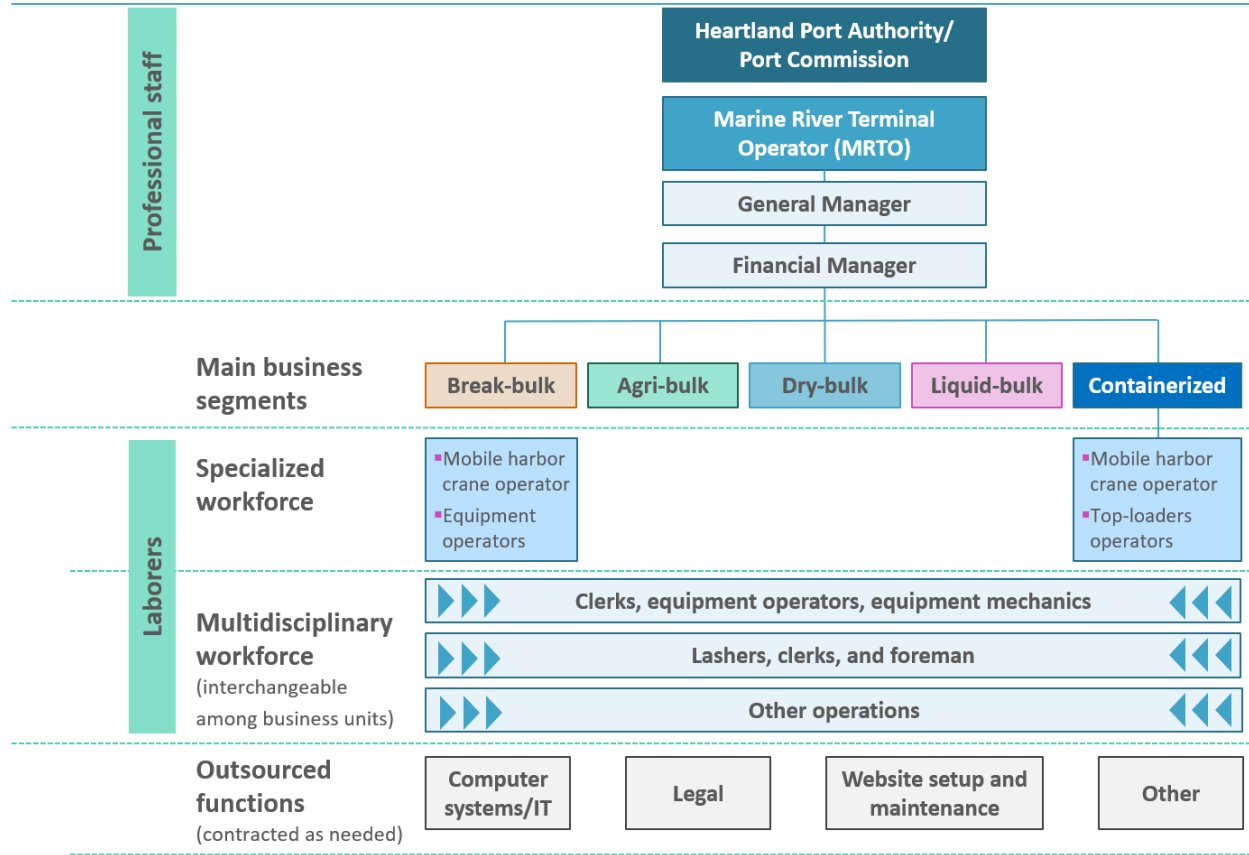 Professional staff
Heartland Port Authority/
Port Commission
Marine River Terminal
Operator (MRTO)
General Manager
Financial Manager
Main business
segments
Break-bulk
Agri-bulk
Dry-bulk
Liquid-bulk
Containerized
Laborers
Specialized
workforce
▪Mobile harbor
crane operator
▪Equipment
operators
▪Mobile harbor
crane operator
▪Top-loaders
operators
Multidisciplinary
workforce
(interchangeable
among business units)
Clerks, equipment operators, equipment mechanics
Lashers, clerks, and foreman
Other operations
Outsourced
functions
(contracted as needed)
Computer
systems/IT
Legal
Website setup and
maintenance
Other